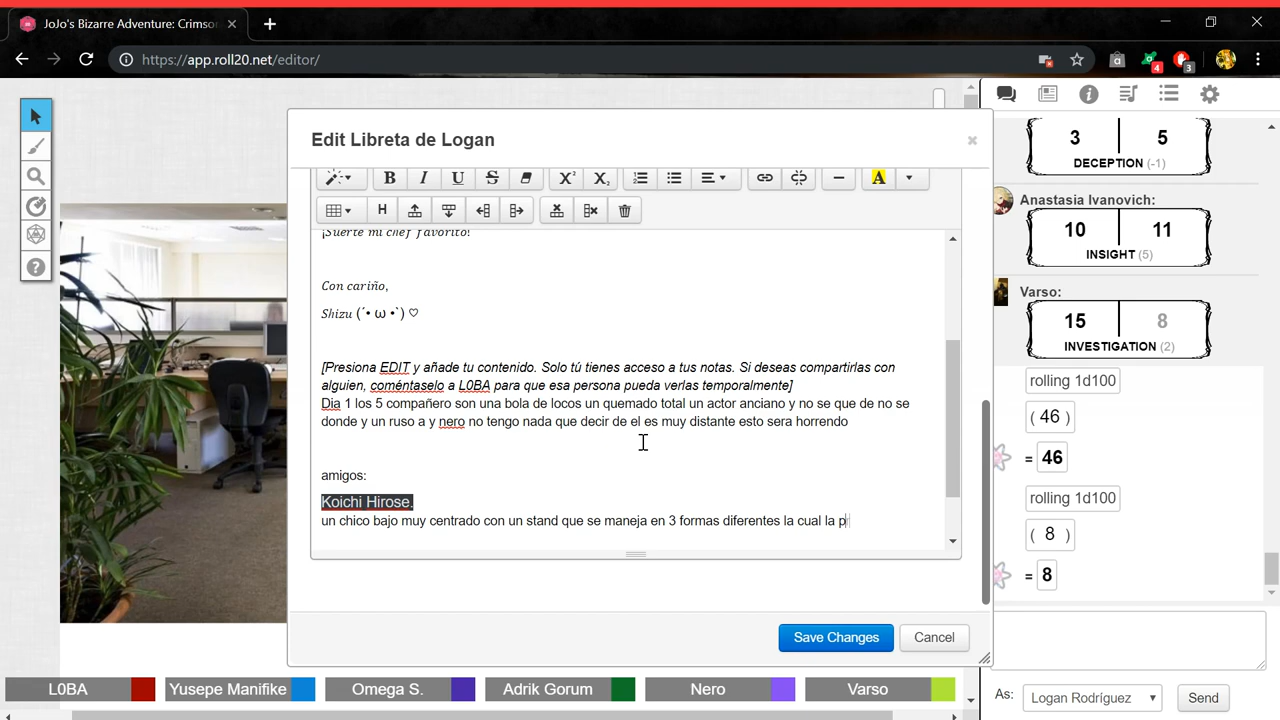 JoJo's Bizarre Adventure: Crimso
https://app.roll20.net/editor/
4
3
Edit Libreta de Logan
B I U S X² X₂ A
H
¡Suerte mi chef favorito!
Con cariño,
Shizu (´• ω •`) ♡
[Presiona EDIT y añade tu contenido. Solo tú tienes acceso a tus notas. Si deseas compartirlas con
alguien, coméntaselo a L0BA para que esa persona pueda verlas temporalmente]
Dia 1 los 5 compañero son una bola de locos un quemado total un actor anciano y no se que de no se
donde y un ruso a y nero no tengo nada que decir de el es muy distante esto sera horrendo
amigos:
Koichi Hirose.
un chico bajo muy centrado con un stand que se maneja en 3 formas diferentes la cual la p
Save Changes
Cancel
3 5
DECEPTION (-1)
Anastasia Ivanovich:
10 11
INSIGHT (5)
Varso:
15 8
INVESTIGATION (2)
rolling 1d100
( 46 )
= 46
rolling 1d100
( 8 )
= 8
As: Logan Rodríguez
Send
L0BA
Yusepe Manifike
Omega S.
Adrik Gorum
Nero
Varso